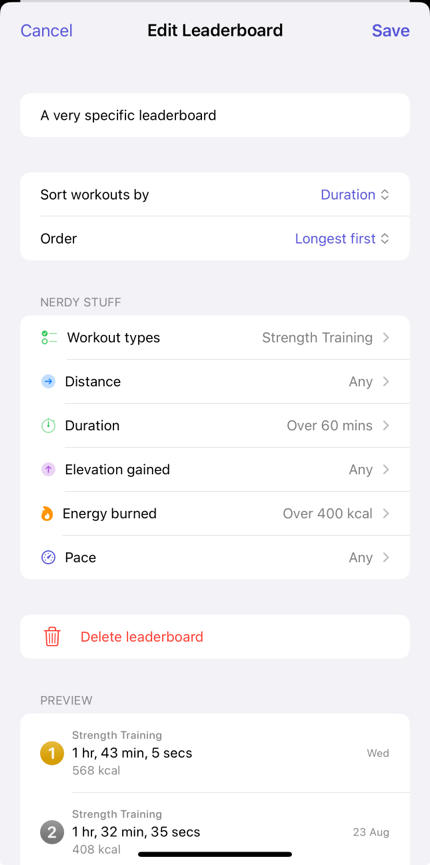 Cancel Edit Leaderboard Save
A very specific leaderboard
Sort workouts by Duration
Order Longest first
NERDY STUFF
Workout types Strength Training
Distance Any
Duration Over 60 mins
Elevation gained Any
Energy burned Over 400 kcal
Pace Any
Delete leaderboard
PREVIEW
Strength Training
1 1 hr, 43 min, 5 secs Wed
568 kcal
Strength Training
2 1 hr, 32 min, 35 secs 23 Aug
408 kcal